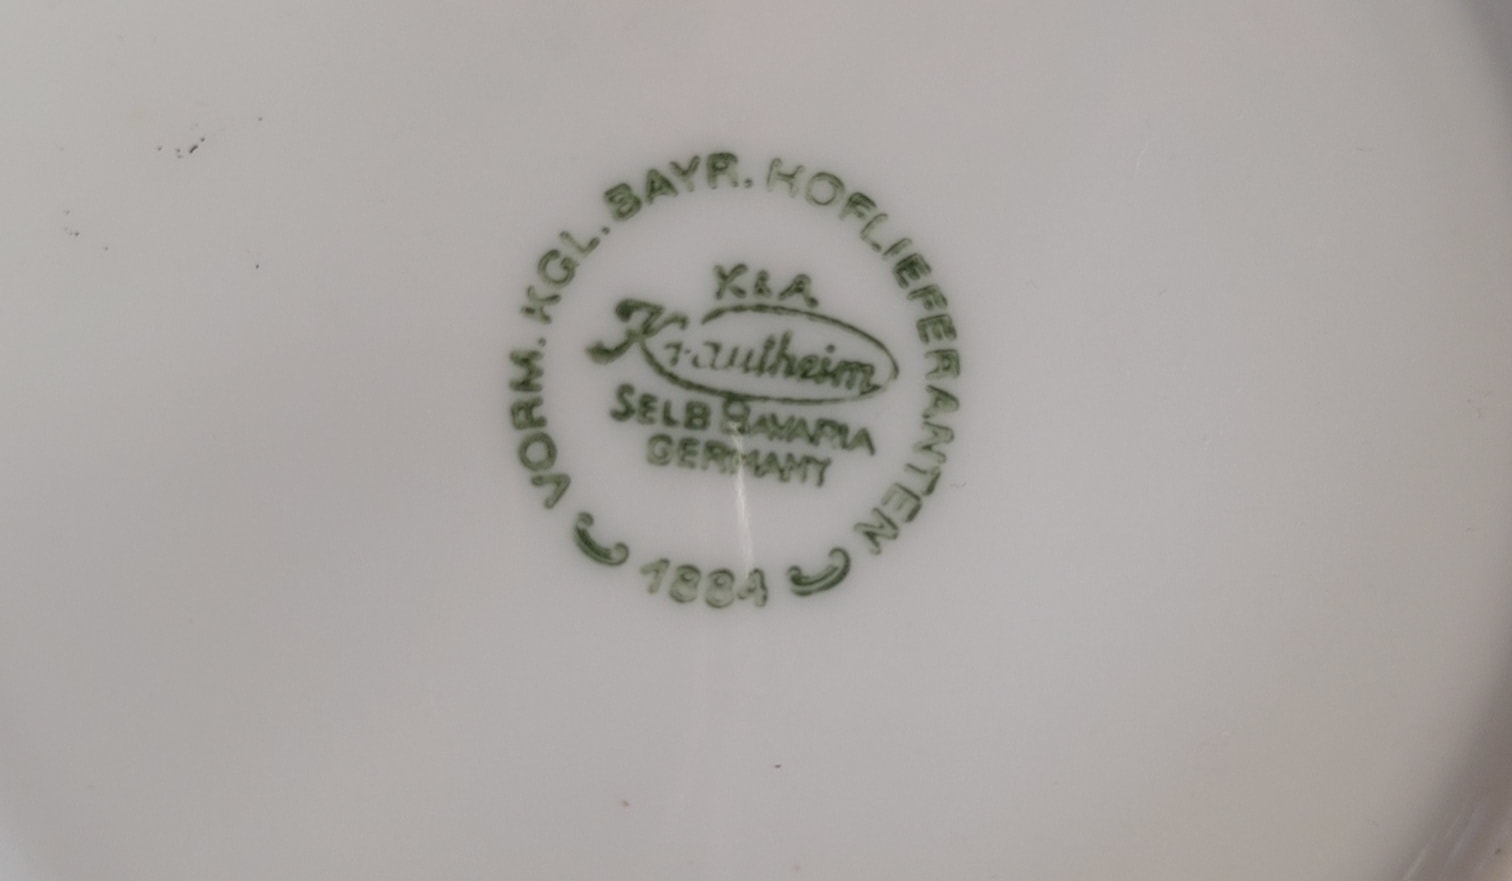 VORM. KGL. BAYR. HOFLIEFERANTEN
K&A
Krautheim
SELB BAVARIA
GERMANY
1884